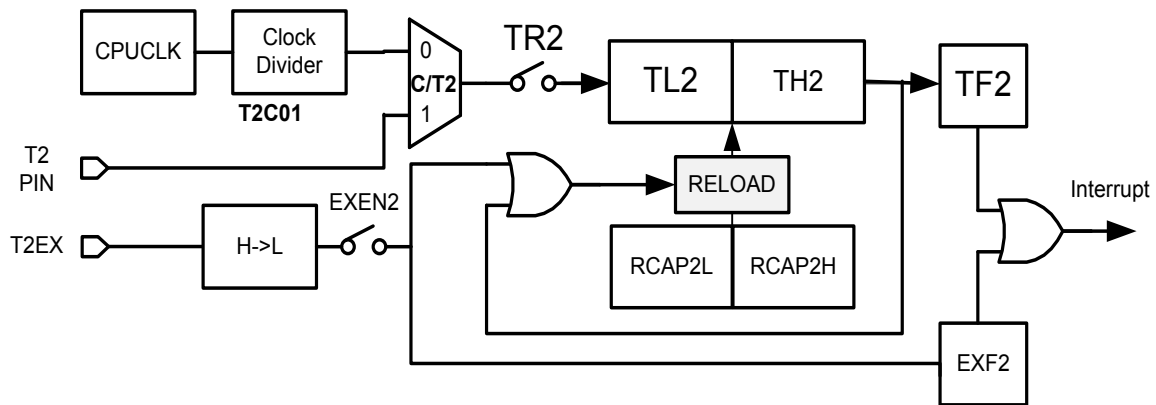 CPUCLK
Clock
Divider
T2C01
0
C/T2
1
TR2
TL2
TH2
TF2
T2
PIN
RELOAD
Interrupt
EXEN2
T2EX
H->L
RCAP2L
RCAP2H
EXF2